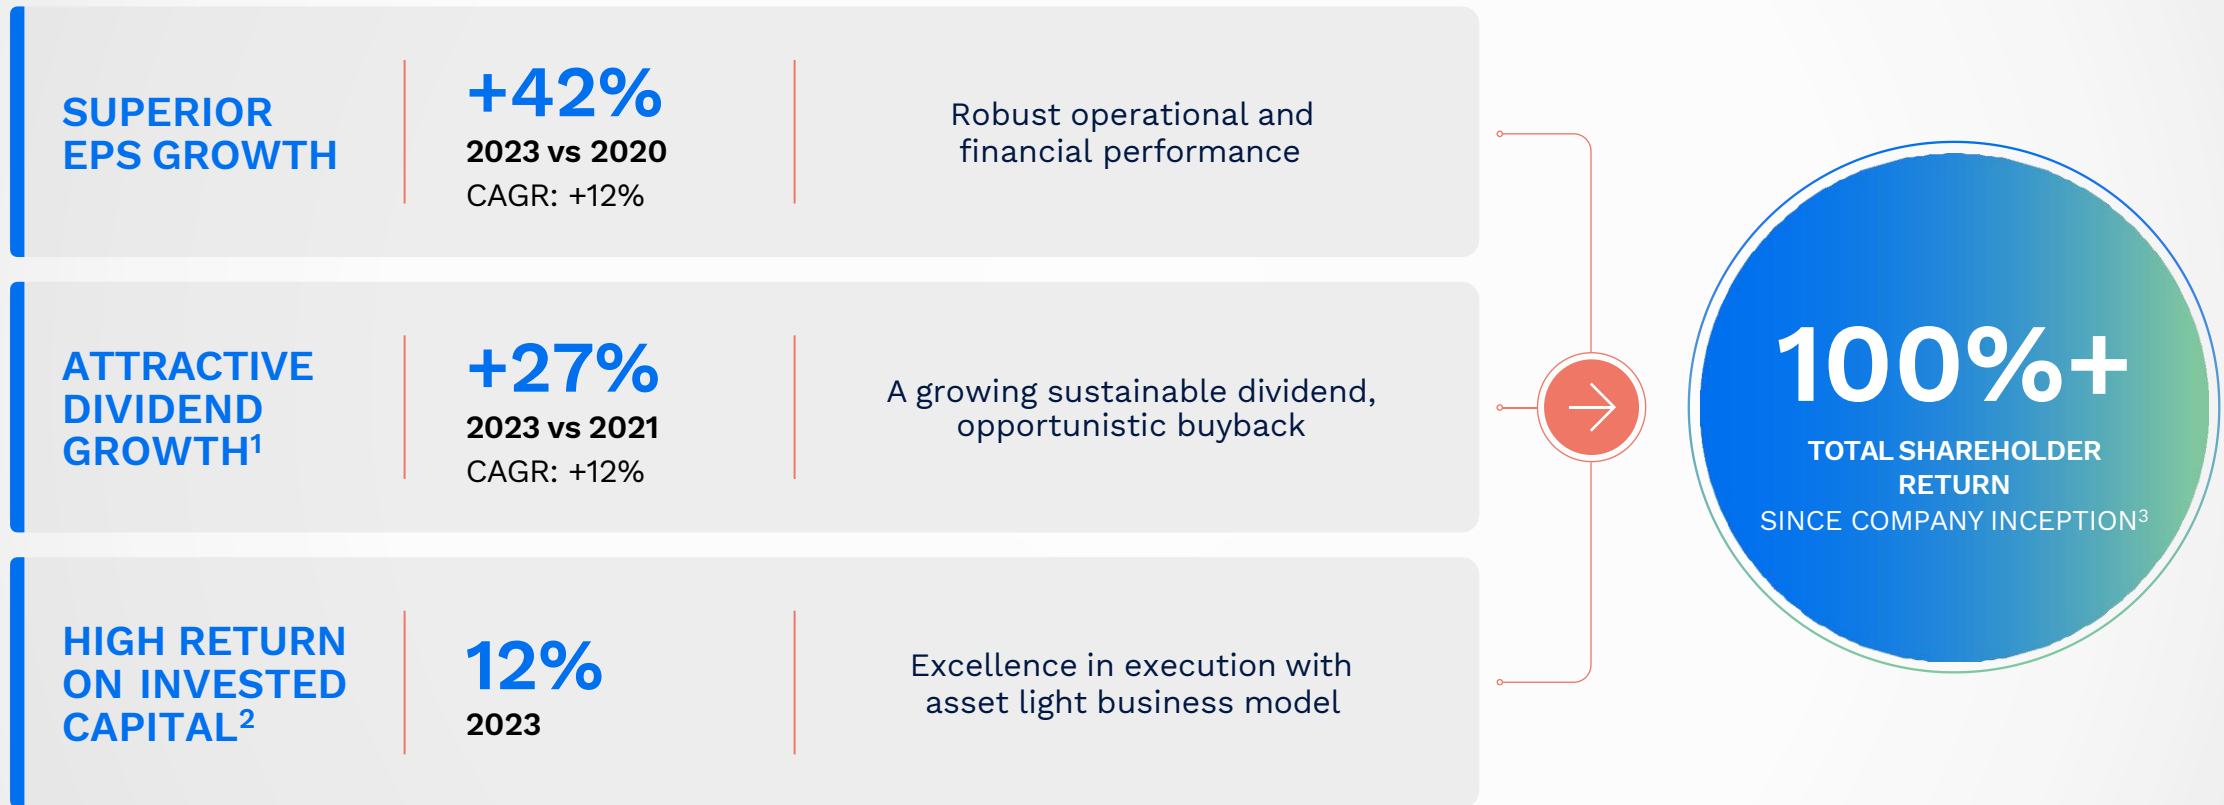 SUPERIOR
EPS GROWTH
+42%
2023 vs 2020
CAGR: +12%
Robust operational and
financial performance
ATTRACTIVE
DIVIDEND
GROWTH¹
+27%
2023 vs 2021
CAGR: +12%
A growing sustainable dividend,
opportunistic buyback
HIGH RETURN
ON INVESTED
CAPITAL²
12%
2023
Excellence in execution with
asset light business model
100%+
TOTAL SHAREHOLDER
RETURN
SINCE COMPANY INCEPTION³